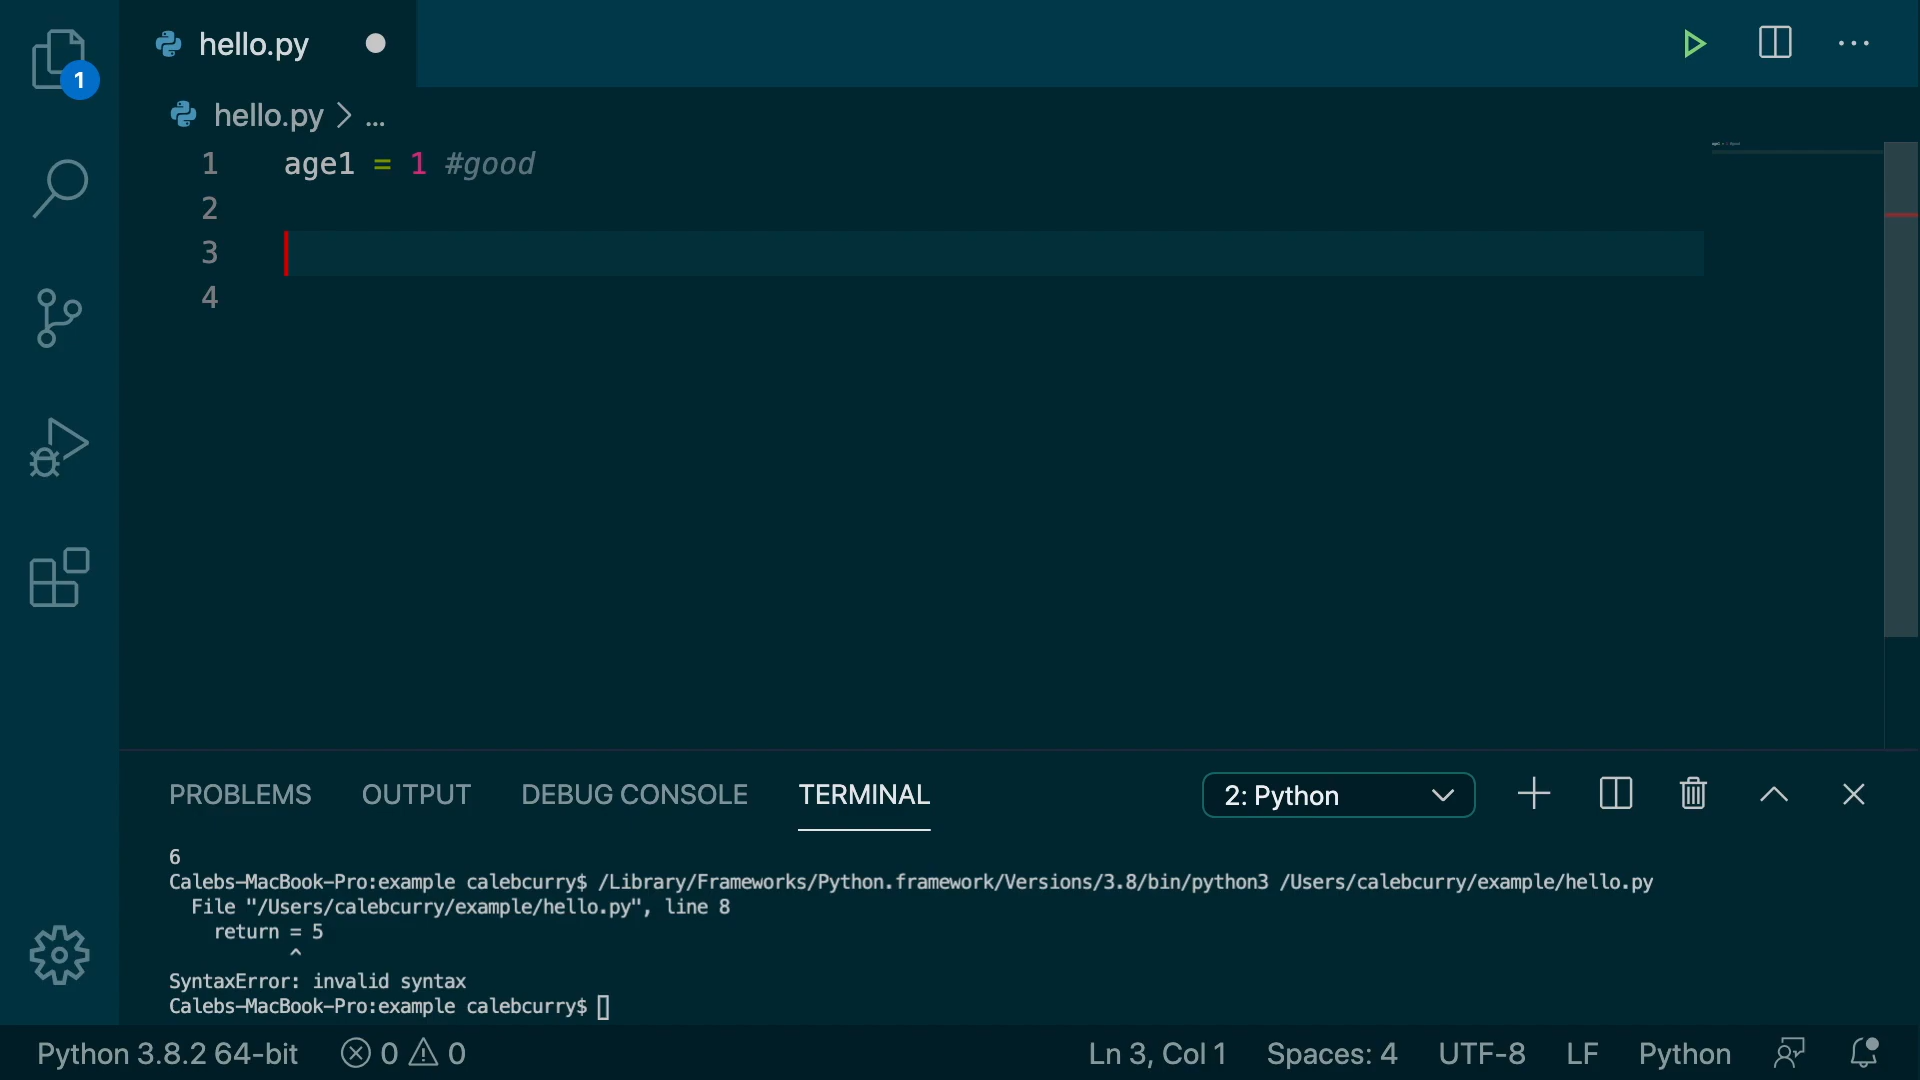 hello.py
1
hello.py > ...
1 age1 = 1 #good
2
3
4
PROBLEMS OUTPUT DEBUG CONSOLE TERMINAL 2: Python
6
Calebs-MacBook-Pro:example calebcurry$ /Library/Frameworks/Python.framework/Versions/3.8/bin/python3 /Users/calebcurry/example/hello.py
File "/Users/calebcurry/example/hello.py", line 8
return = 5
^
SyntaxError: invalid syntax
Calebs-MacBook-Pro:example calebcurry$
Python 3.8.2 64-bit 0 0 Ln 3, Col 1 Spaces: 4 UTF-8 LF Python